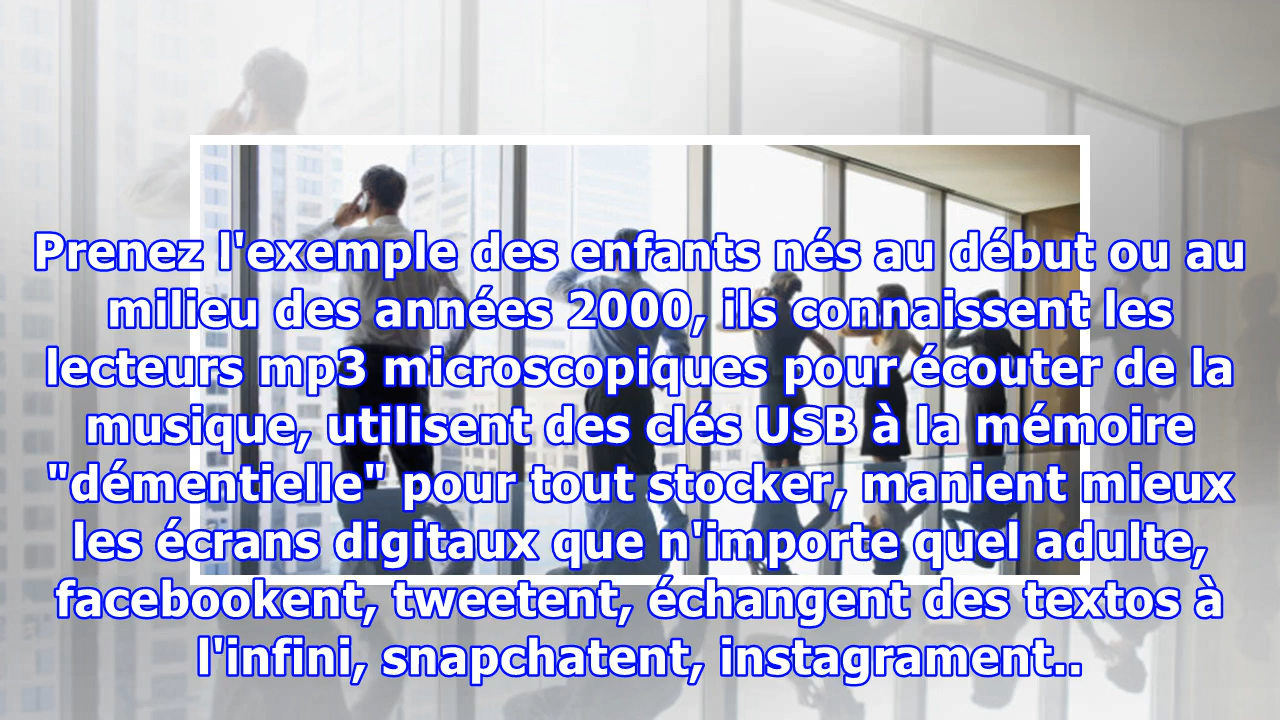 Prenez l'exemple des enfants nés au début ou au
milieu des années 2000, ils connaissent les
lecteurs mp3 microscopiques pour écouter de la
musique, utilisent des clés USB à la mémoire
"démentielle" pour tout stocker, manient mieux
les écrans digitaux que n'importe quel adulte,
facebookent, tweetent, échangent des textos à
l'infini, snapchatent, instagrament..